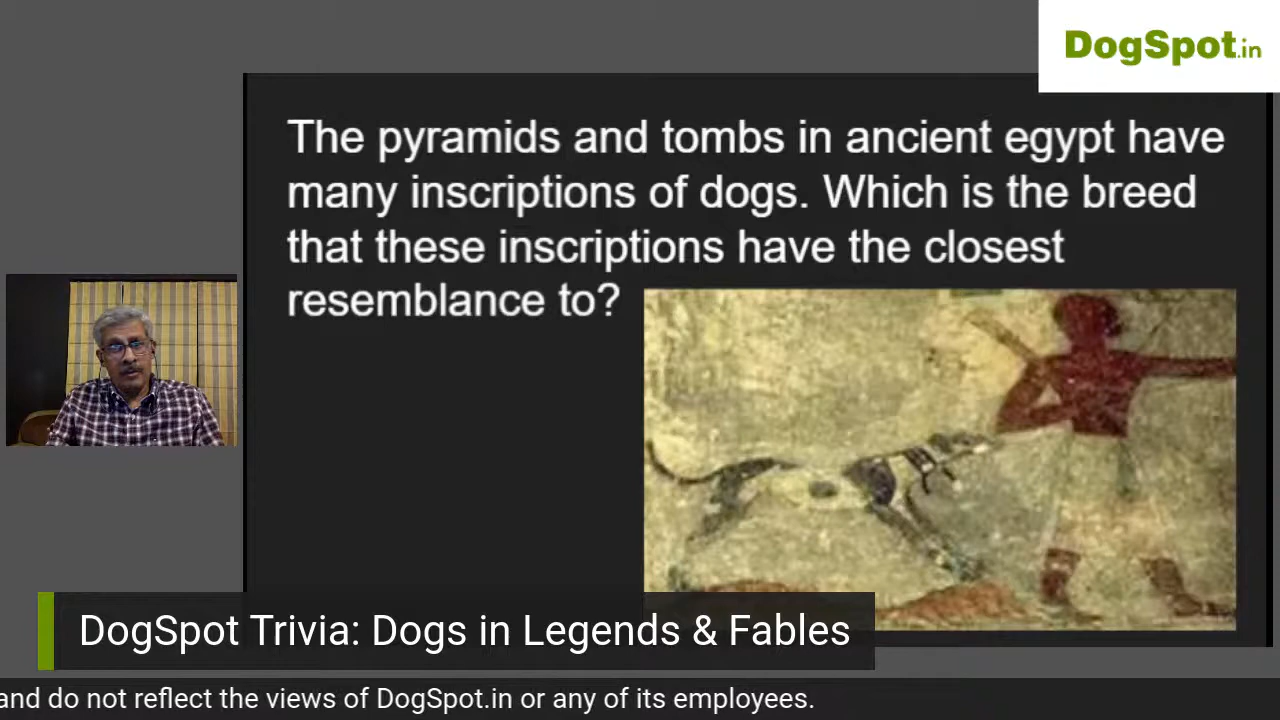 DogSpot.in
The pyramids and tombs in ancient egypt have
many inscriptions of dogs. Which is the breed
that these inscriptions have the closest
resemblance to?
DogSpot Trivia: Dogs in Legends & Fables
and do not reflect the views of DogSpot.in or any of its employees.